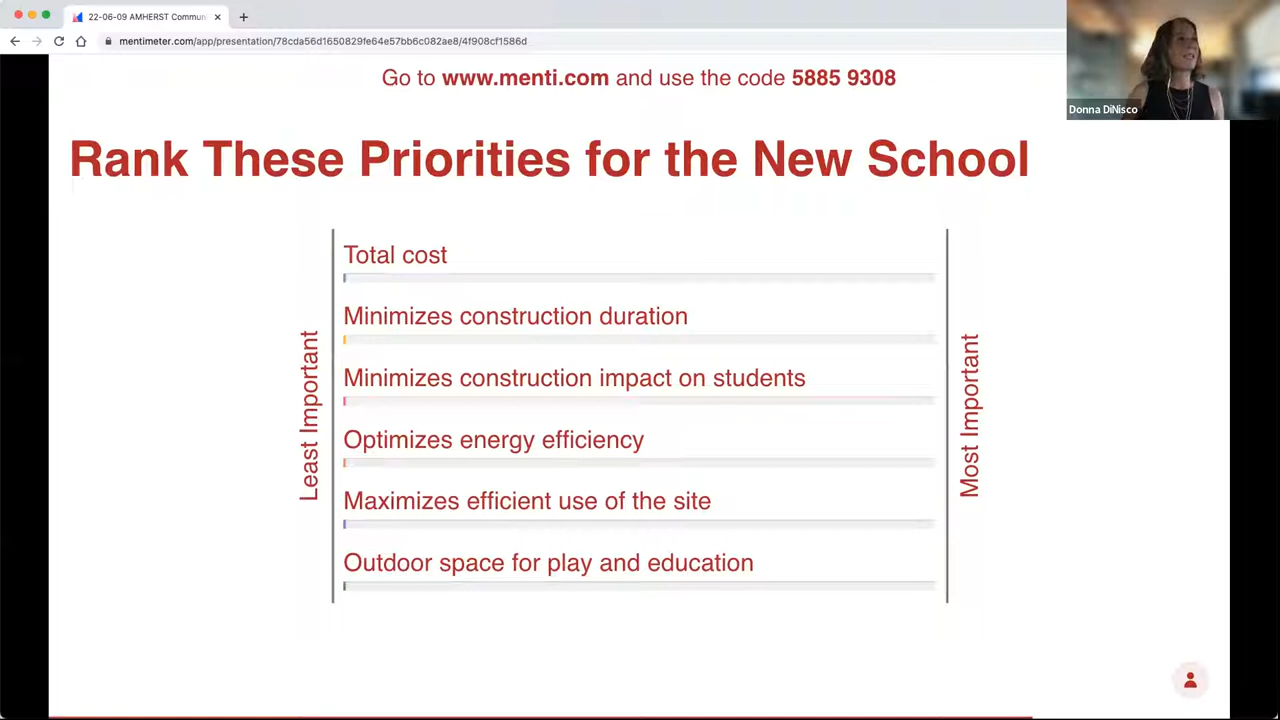 22-06-09 AMHERST Commun
mentimeter.com/app/presentation/78cda56d1650829fe64e57bb6c082ae8/4f908cf1586d
Donna DiNisco
Go to www.menti.com and use the code 5885 9308
Rank These Priorities for the New School
Total cost
Minimizes construction duration
Minimizes construction impact on students
Optimizes energy efficiency
Maximizes efficient use of the site
Outdoor space for play and education
Least Important
Most Important